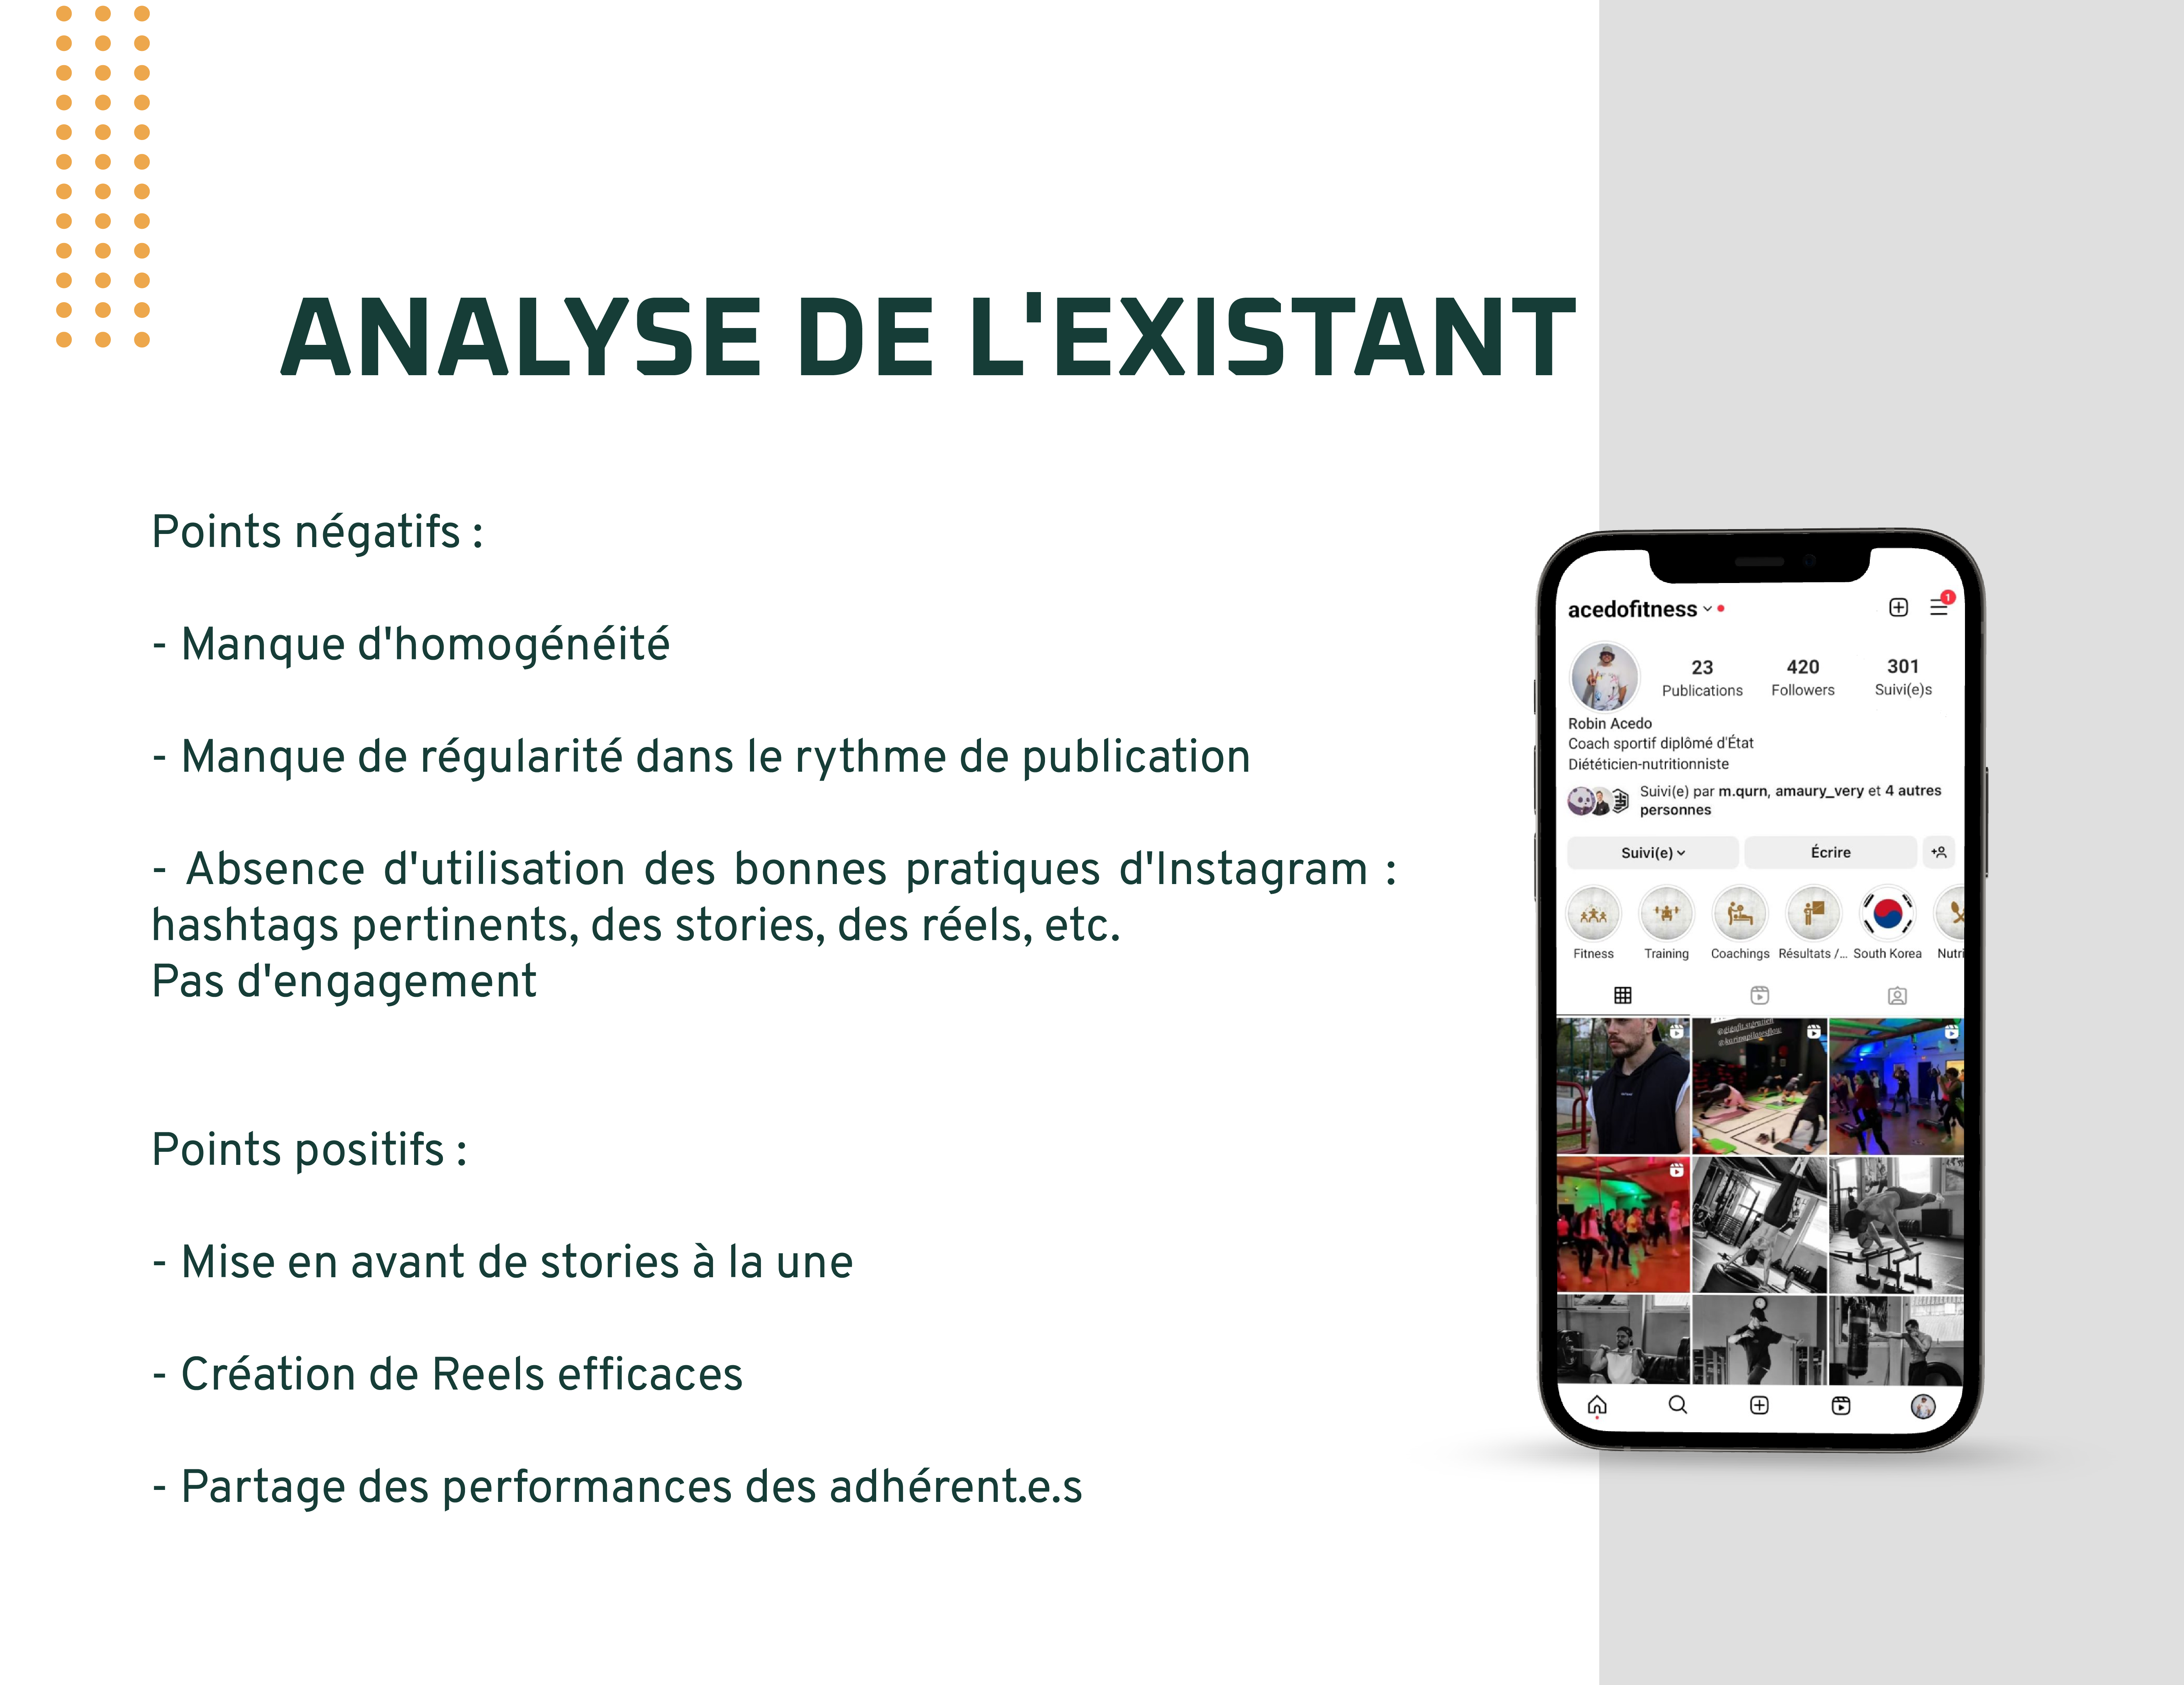 ANALYSE DE L'EXISTANT
Points négatifs :
- Manque d'homogénéité
- Manque de régularité dans le rythme de publication
- Absence d'utilisation des bonnes pratiques d'Instagram :
hashtags pertinents, des stories, des réels, etc.
Pas d'engagement
Points positifs :
- Mise en avant de stories à la une
- Création de Reels efficaces
- Partage des performances des adhérent.e.s
acedofitness
1
23 420 301
Publications Followers Suivi(e)s
Robin Acedo
Coach sportif diplômé d'État
Diététicien-nutritionniste
Suivi(e) par m.qurn, amaury_very et 4 autres
personnes
Suivi(e) Écrire
Fitness Training Coachings Résultats /... South Korea Nutri